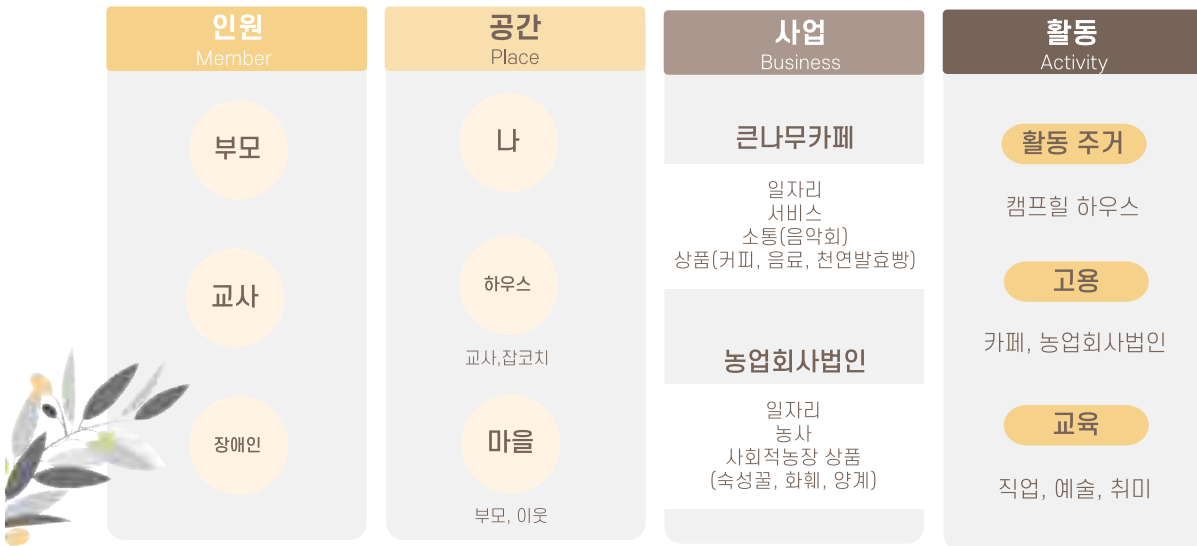 인원
Member
부모
교사
장애인
공간
Place
나
하우스
교사,잡코치
마을
부모, 이웃
사업
Business
큰나무카페
일자리
서비스
소통(음악회)
상품(커피, 음료, 천연발효빵)
농업회사법인
일자리
농사
사회적농장 상품
(숙성꿀, 화훼, 양계)
활동
Activity
활동 주거
캠프힐 하우스
고용
카페, 농업회사법인
교육
직업, 예술, 취미